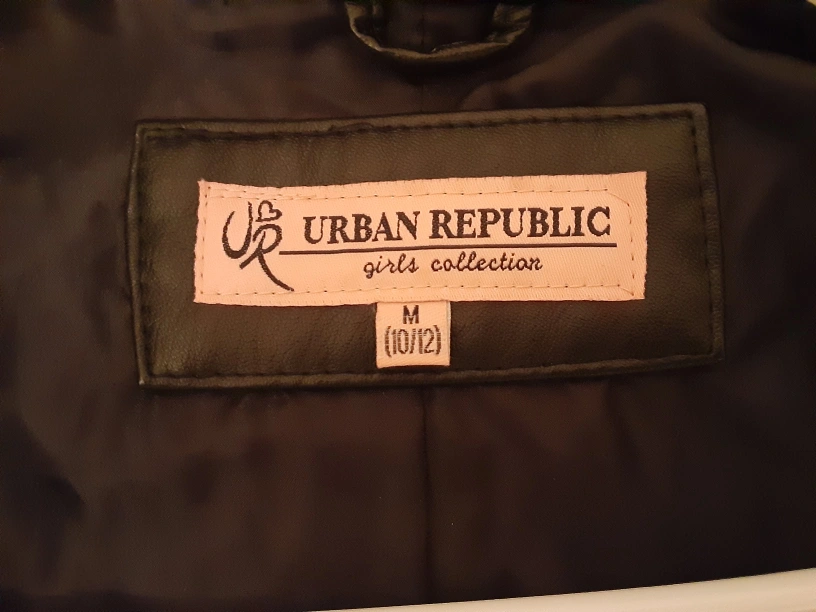 UR URBAN REPUBLIC
girls collection
M
(10/12)